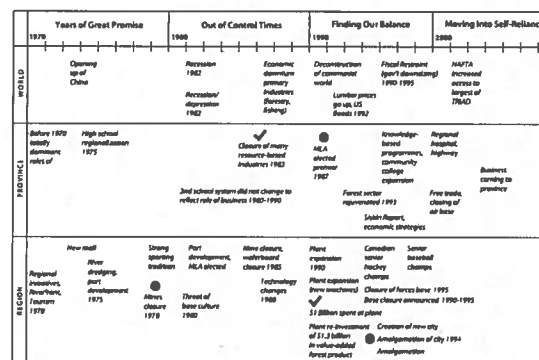 Years of Great Promise
Out of Control Times
Finding Our Balance
Moving Into Self-Reliance
1970
1980
1990
2000
WORLD
Opening
up of
China
Recession
1982
Recession/
depression
1982
Economic
downturn
primary
industries
(forestry,
fishing)
Deconstruction
of communist
world
Lumber prices
go up, US
floods 1992
Fiscal Restraint
(gov't downsizing)
1990-1995
NAFTA
increased
access to
largest of
TRIAD
PROVINCE
Before 1970
totally
dominant
roles of
High school
regionalization
1975
Closure of many
resource-based
industries 1982
2nd school system did not change to
reflect role of business 1980-1990
MLA
elected
premier
1987
Forest sector
rejuvenated 1993
Knowledge-
based
programmes,
community
college
expansion
Report,
economic strategies
Regional
hospital,
highway
Free trade,
closing of
air base
Business
coming to
province
REGION
Regional
initiatives,
Riverfront,
Tourism
1970
New mall
River
dredging,
port
development
1975
Strong
sporting
tradition
Mines
closure
1978
Port
development,
MLA elected
Threat of
base culture
1980
More closure,
closure 1985
Technology
changes
1988
Plant
expansion
1990
Plant expansion
(new machines)
$1 Billion spent at plant
Plant re-investment
of $1.3 billion
in value-added
forest product
Canadian
senior
hockey
champs
Senior
baseball
champs
Closure of forces base 1995
Base closure announced 1990-1995
Creation of new city
Amalgamation of city 1994
Amalgamation